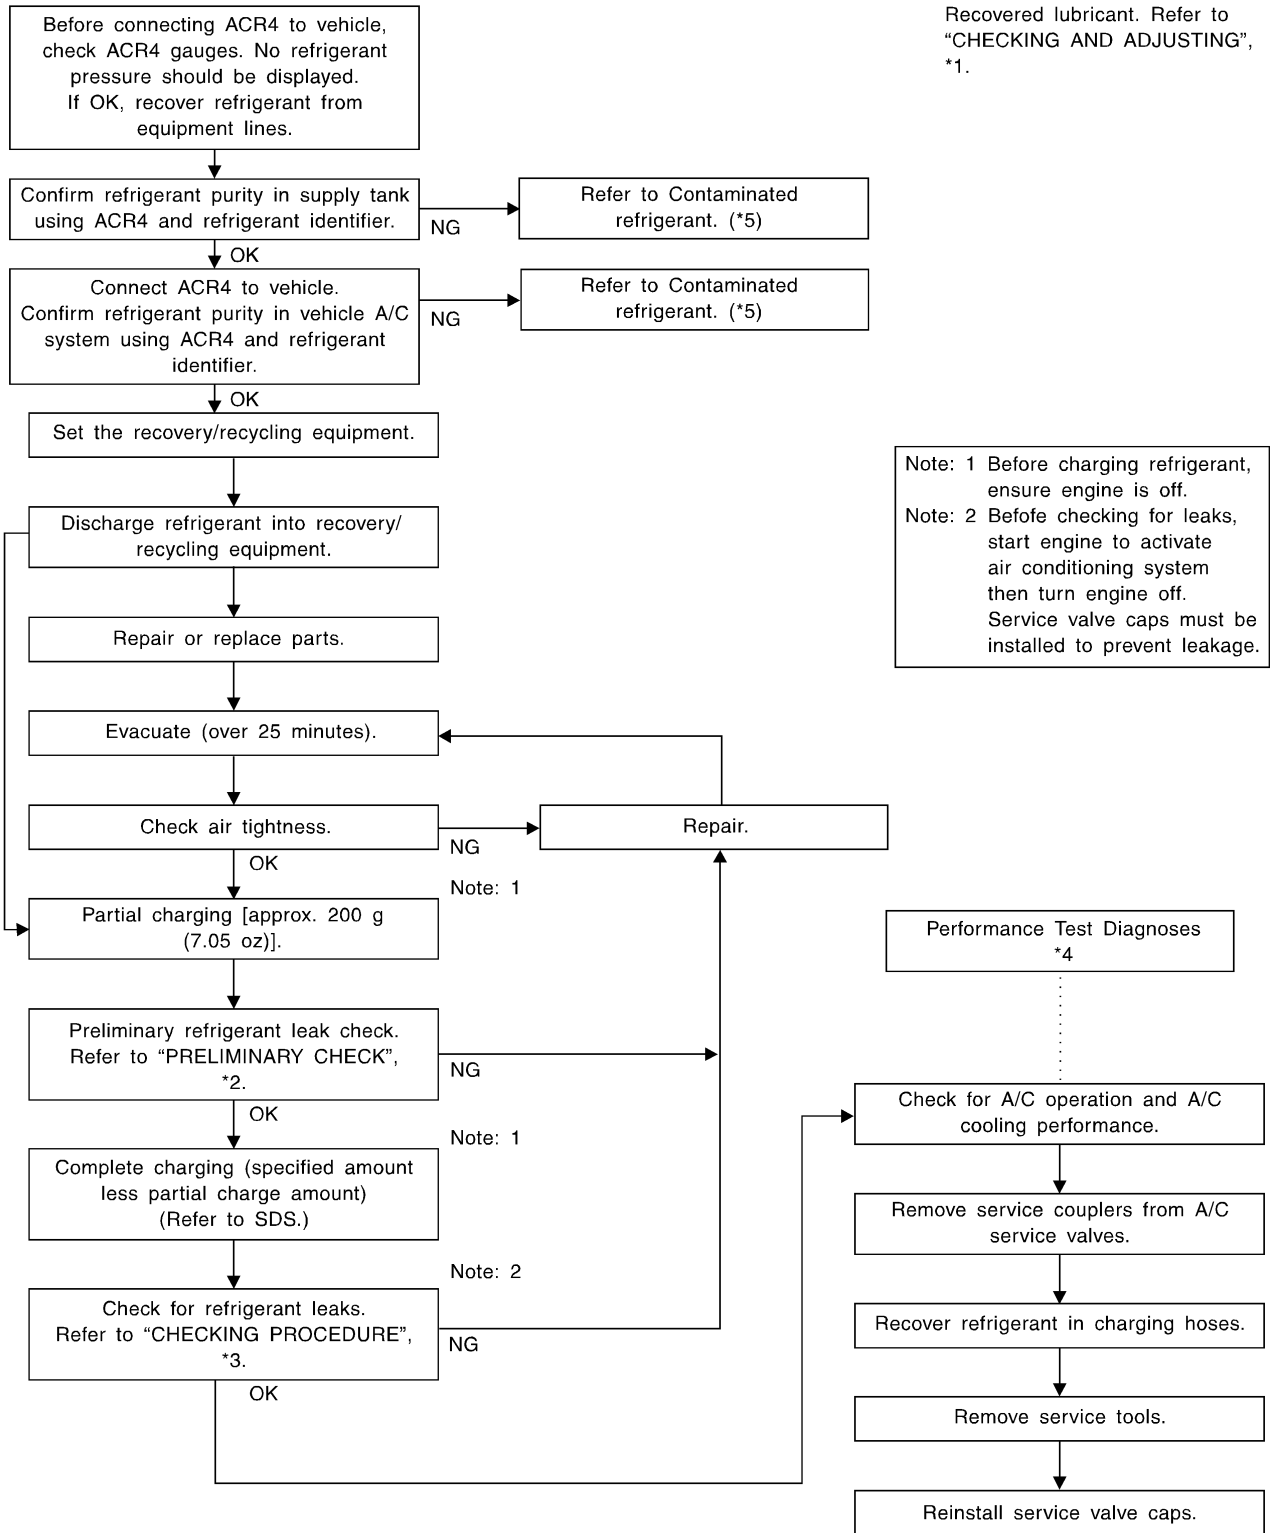 Before connecting ACR4 to vehicle,
check ACR4 gauges. No refrigerant
pressure should be displayed.
If OK, recover refrigerant from
equipment lines.
Recovered lubricant. Refer to
“CHECKING AND ADJUSTING”,
*1.
Confirm refrigerant purity in supply tank
using ACR4 and refrigerant identifier.
NG
Refer to Contaminated
refrigerant. (*5)
OK
Connect ACR4 to vehicle.
Confirm refrigerant purity in vehicle A/C
system using ACR4 and refrigerant
identifier.
NG
Refer to Contaminated
refrigerant. (*5)
OK
Set the recovery/recycling equipment.
Note: 1 Before charging refrigerant,
ensure engine is off.
Note: 2 Befofe checking for leaks,
start engine to activate
air conditioning system
then turn engine off.
Service valve caps must be
installed to prevent leakage.
Discharge refrigerant into recovery/
recycling equipment.
Repair or replace parts.
Evacuate (over 25 minutes).
Check air tightness.
NG
Repair.
OK
Note: 1
Partial charging [approx. 200 g
(7.05 oz)].
Preliminary refrigerant leak check.
Refer to “PRELIMINARY CHECK”,
*2.
NG
OK
Note: 1
Complete charging (specified amount
less partial charge amount)
(Refer to SDS.)
Note: 2
Check for refrigerant leaks.
Refer to “CHECKING PROCEDURE”,
*3.
NG
OK
Performance Test Diagnoses
*4
Check for A/C operation and A/C
cooling performance.
Remove service couplers from A/C
service valves.
Recover refrigerant in charging hoses.
Remove service tools.
Reinstall service valve caps.